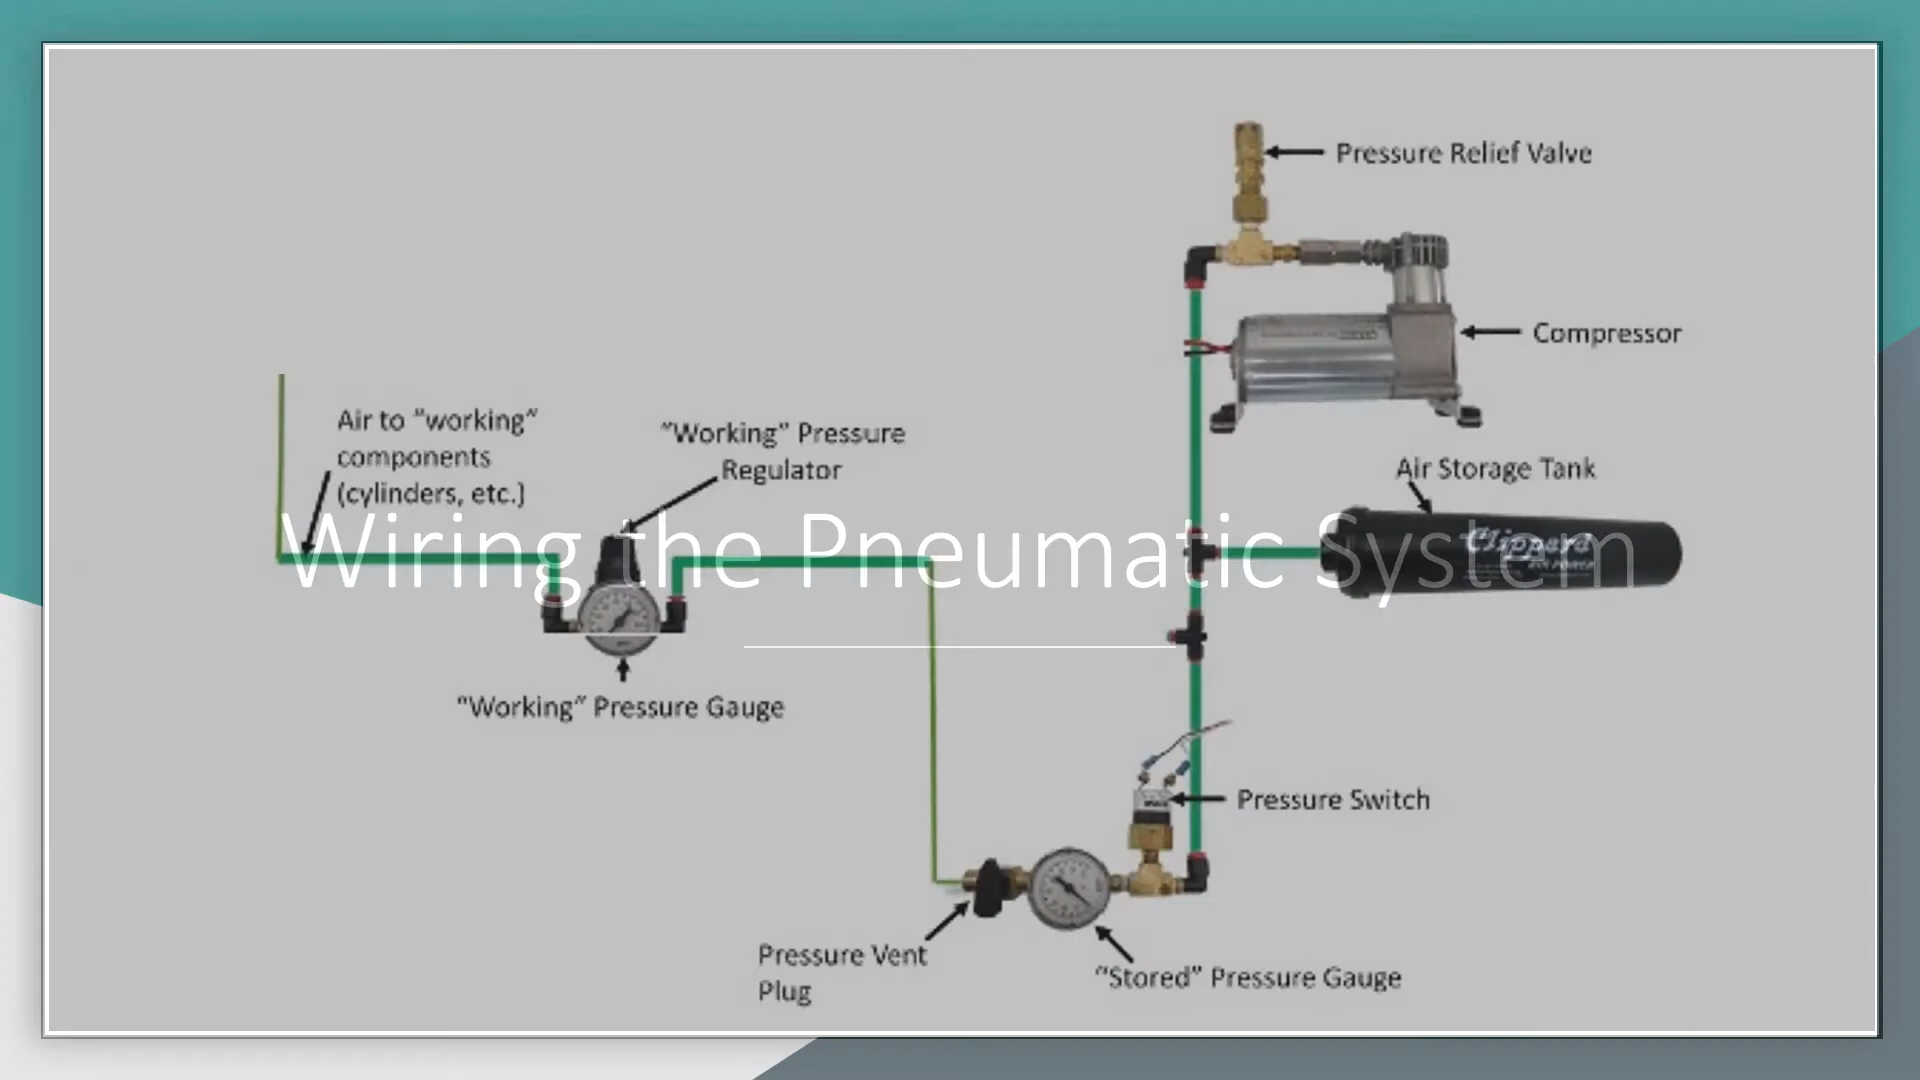 Pressure Relief Valve
Compressor
Air to “working”
components
(cylinders, etc.)
“Working” Pressure
Regulator
Air Storage Tank
Wiring the Pneumatic System
Clippard
“Working” Pressure Gauge
Pressure Switch
Pressure Vent
Plug
“Stored” Pressure Gauge